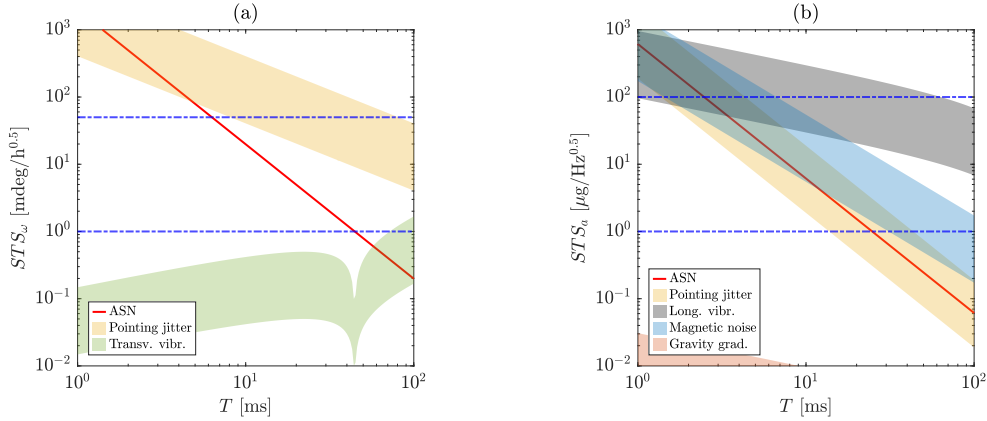 (a)
10^3
10^2
10^1
10^0
10^-1
10^-2
STS_ω [mdeg/h^0.5]
ASN
Pointing jitter
Transv. vibr.
10^0
10^1
10^2
T [ms]
(b)
10^3
10^2
10^1
10^0
10^-1
10^-2
STS_a [μg/Hz^0.5]
ASN
Pointing jitter
Long. vibr.
Magnetic noise
Gravity grad.
10^0
10^1
10^2
T [ms]